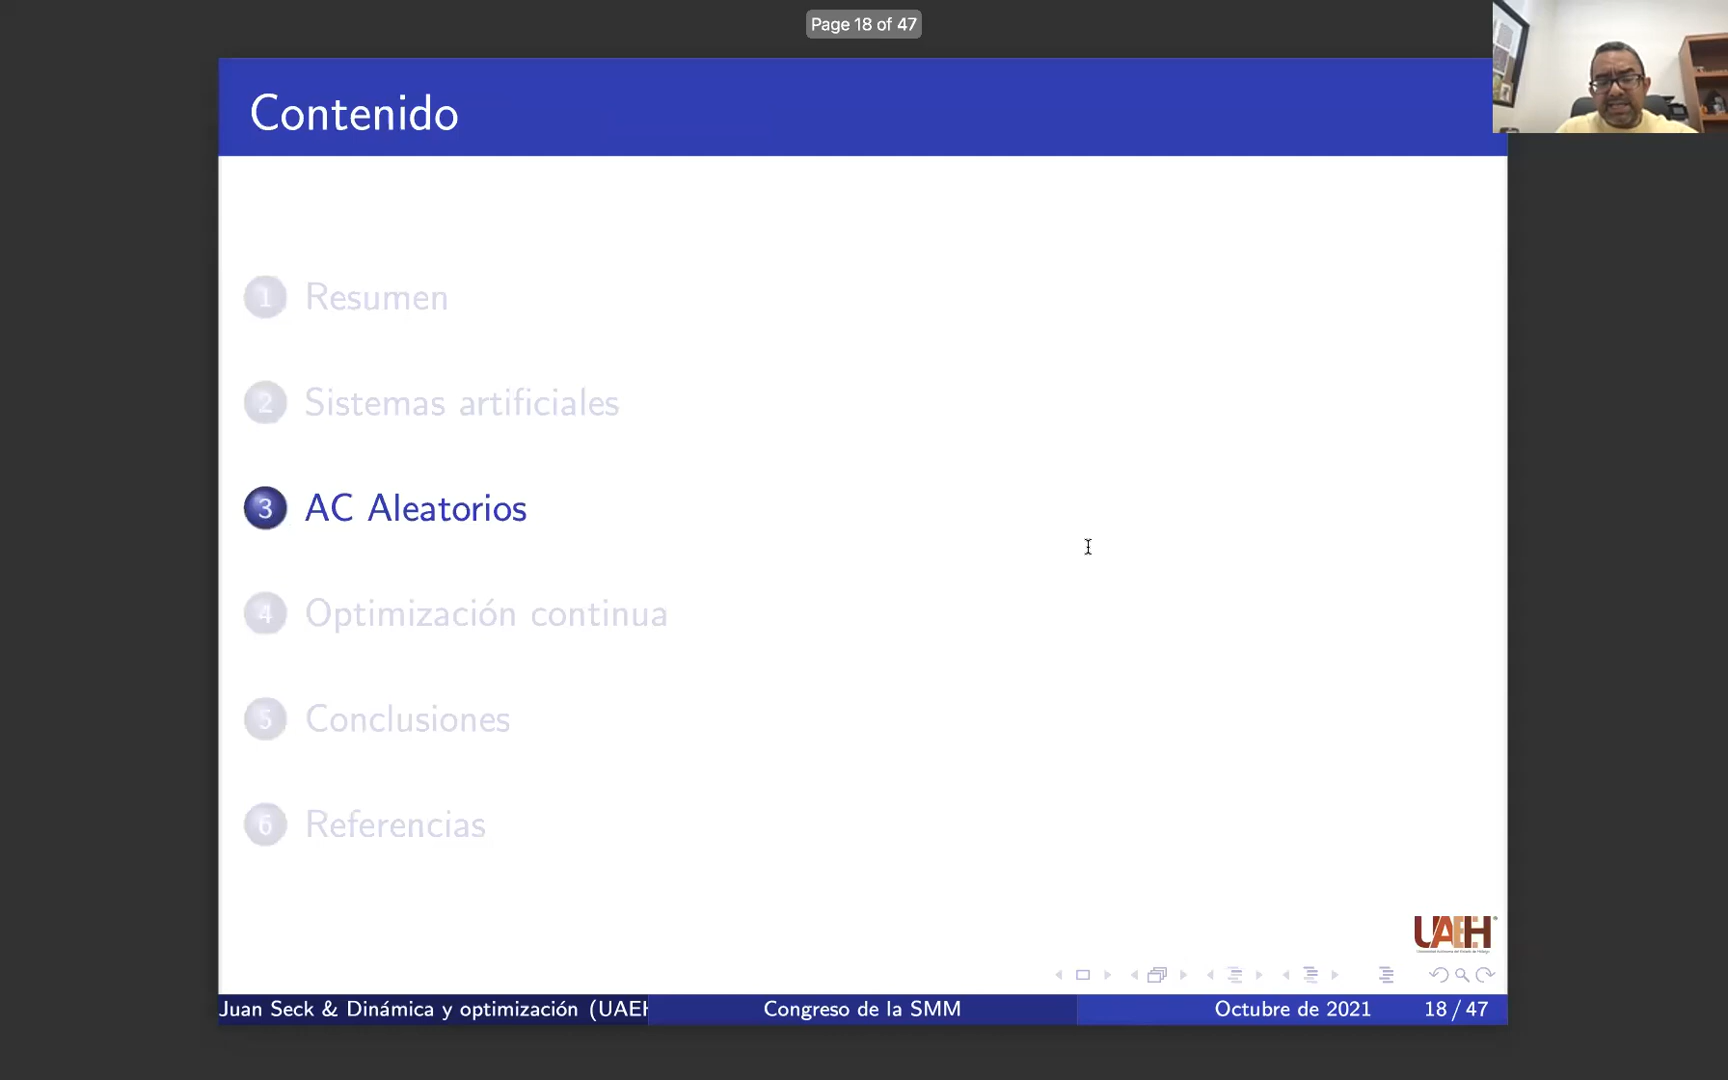 Page 18 of 47
Contenido
1 Resumen
2 Sistemas artificiales
3 AC Aleatorios
4 Optimización continua
5 Conclusiones
6 Referencias
UAEH
Juan Seck & Dinámica y optimización (UAEH
Congreso de la SMM
Octubre de 2021
18 / 47